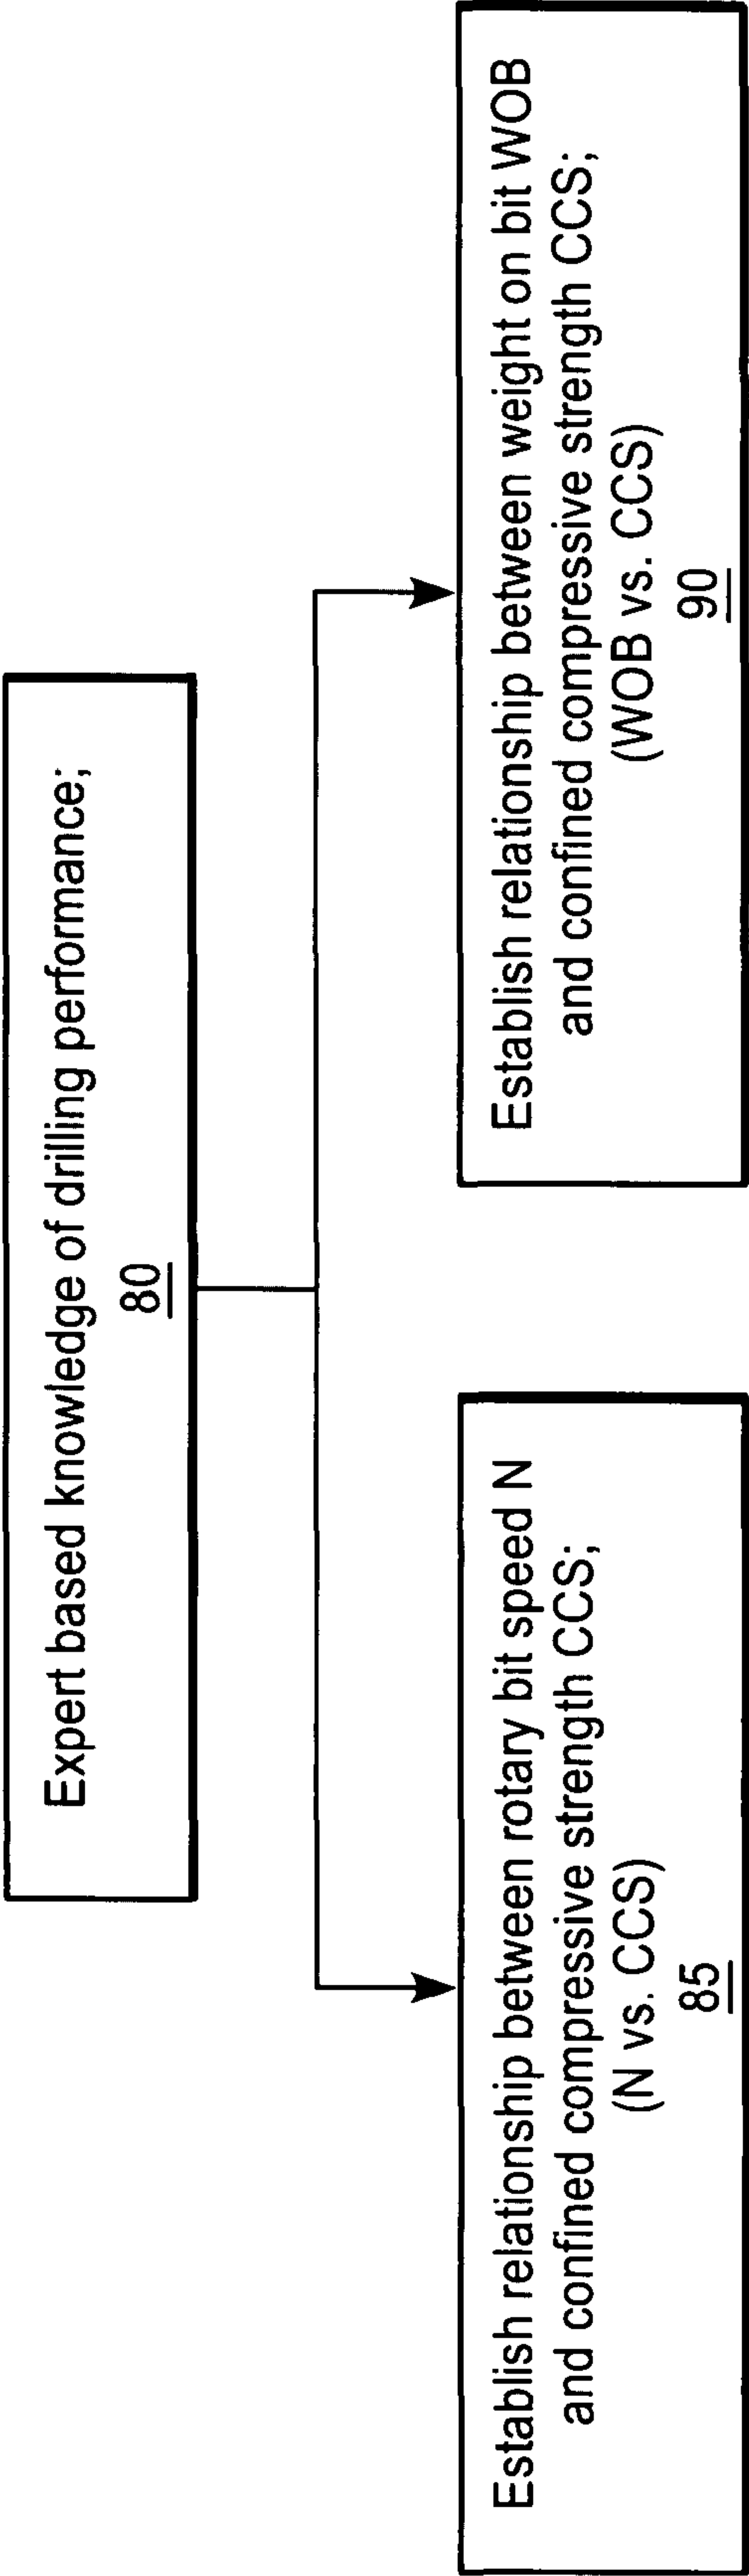 Expert based knowledge of drilling performance;
80
Establish relationship between rotary bit speed N
and confined compressive strength CCS;
(N vs. CCS)
85
Establish relationship between weight on bit WOB
and confined compressive strength CCS;
(WOB vs. CCS)
90